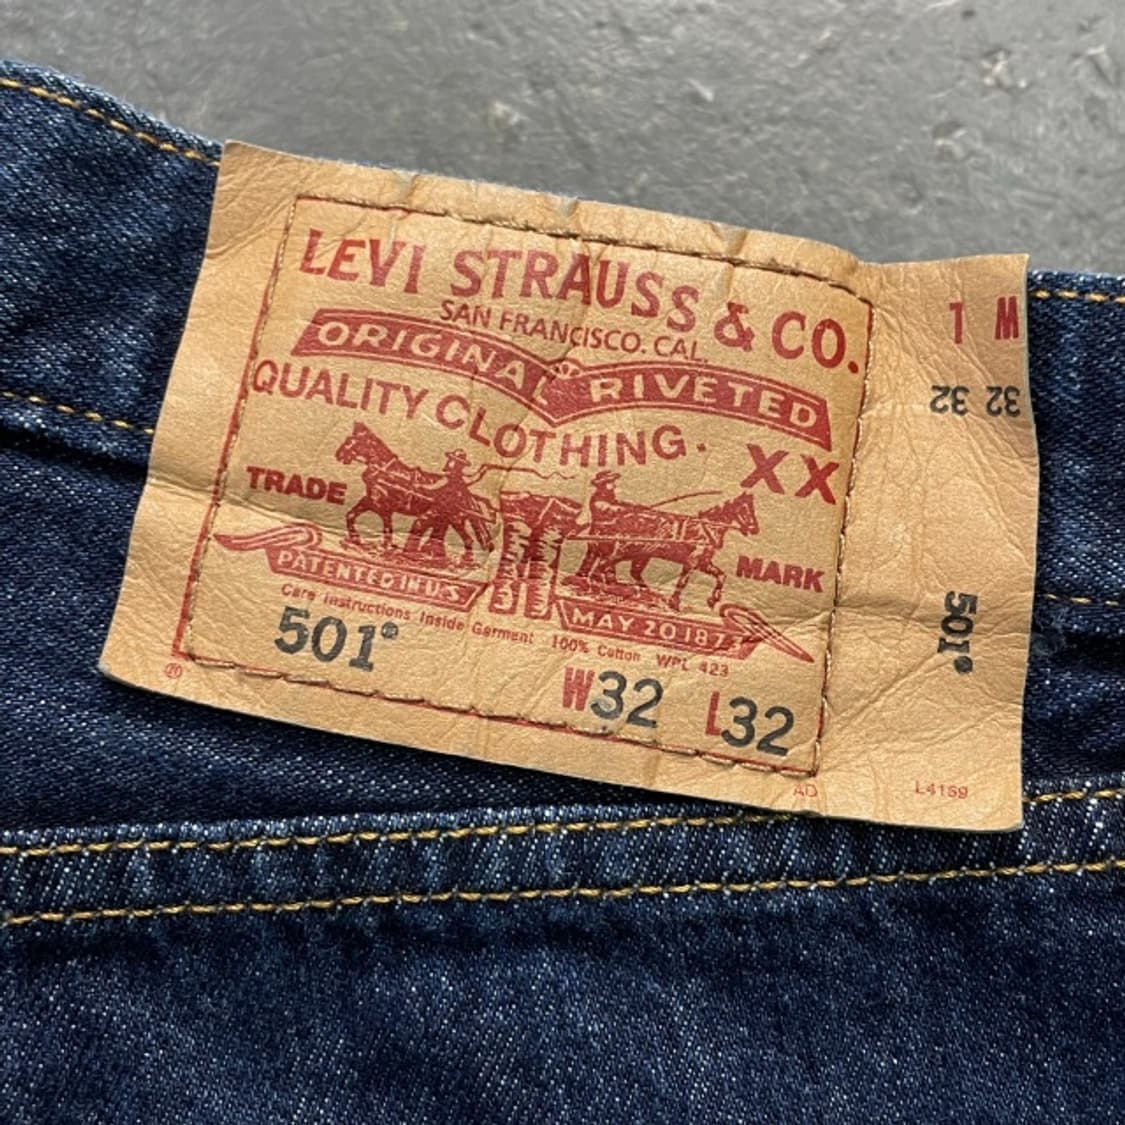 LEVI STRAUSS & CO.
SAN FRANCISCO. CAL.
ORIGINAL RIVETED
QUALITY CLOTHING.
XX
TRADE MARK
PATENTED IN U.S. MAY 20 1873
Care Instructions Inside Garment 100% Cotton WPL 423
501®
W32 L32
AD
L4159
L W
32 32
501®